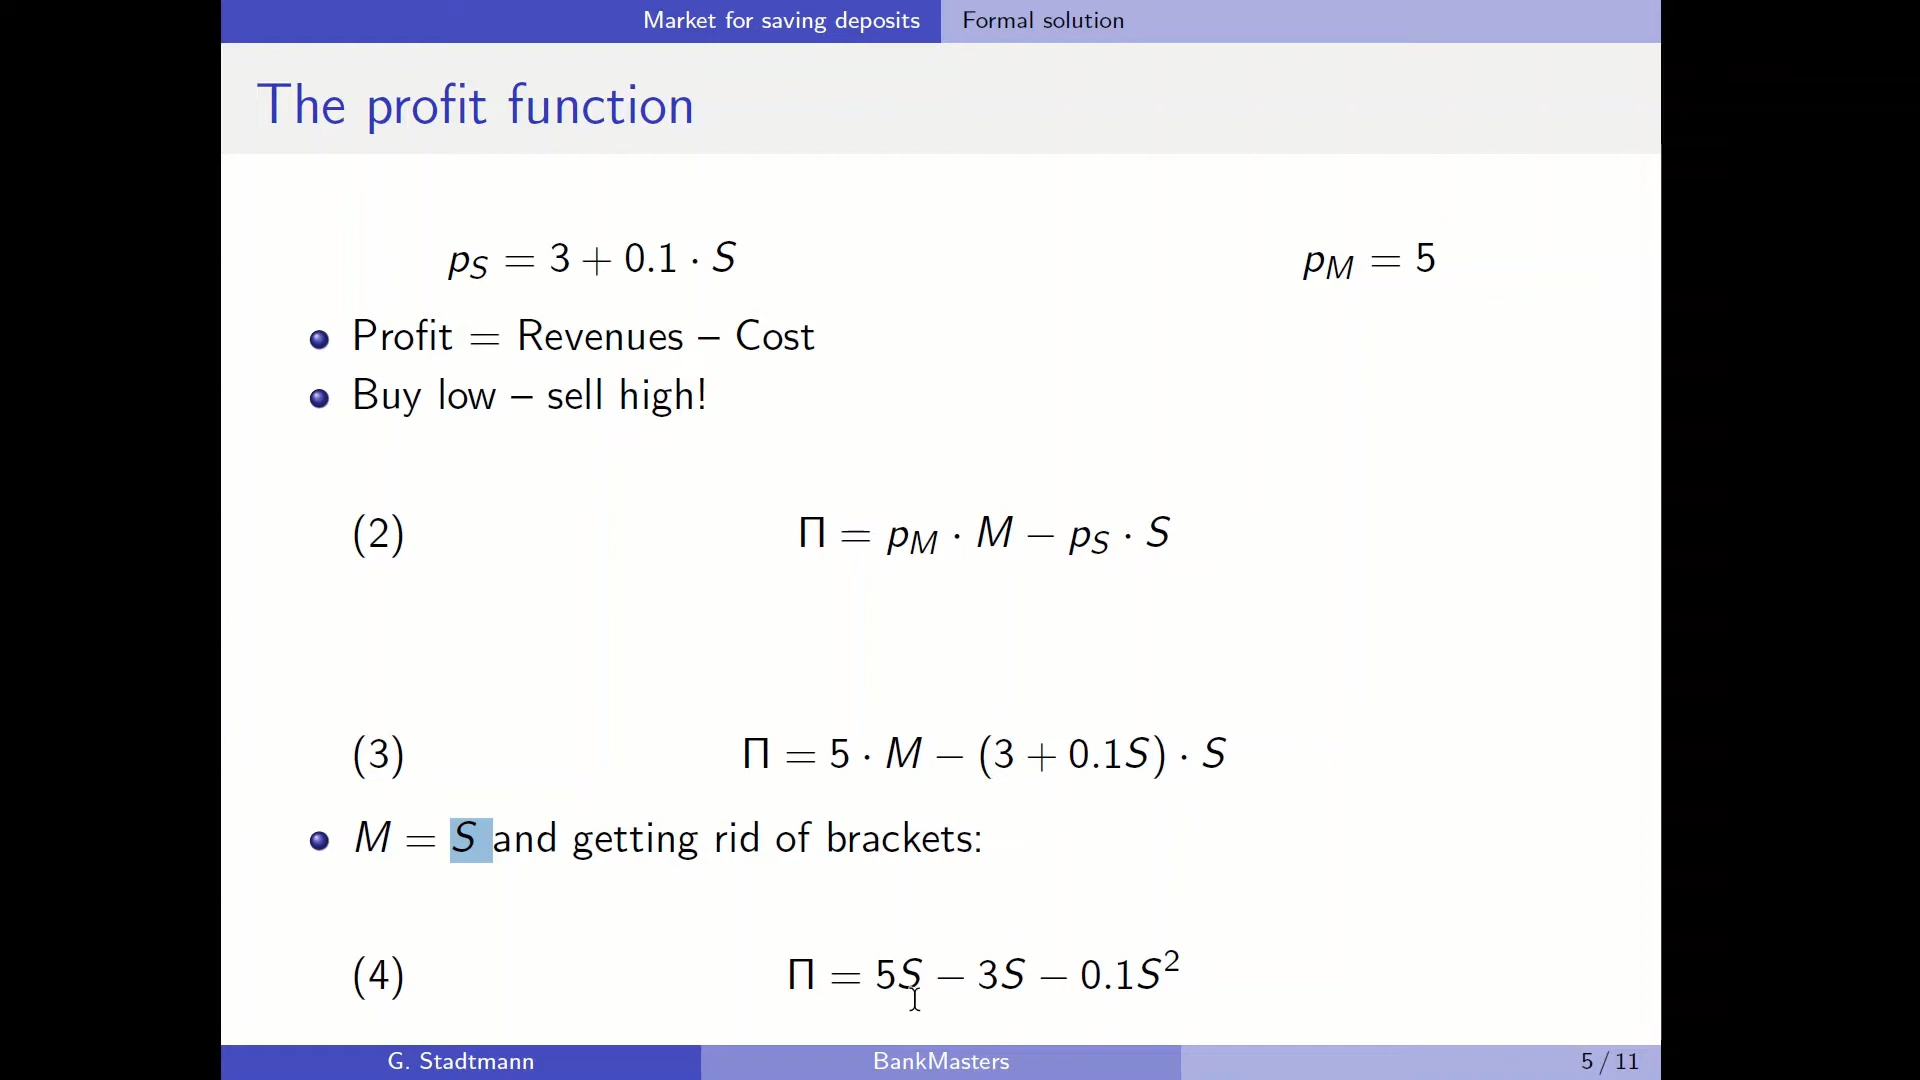 Market for saving deposits Formal solution
The profit function
p_S = 3 + 0.1 · S p_M = 5
Profit = Revenues – Cost
Buy low – sell high!
(2) Π = p_M · M − p_S · S
(3) Π = 5 · M − (3 + 0.1S) · S
M = S and getting rid of brackets:
(4) Π = 5S − 3S − 0.1S²
G. Stadtmann BankMasters 5 / 11